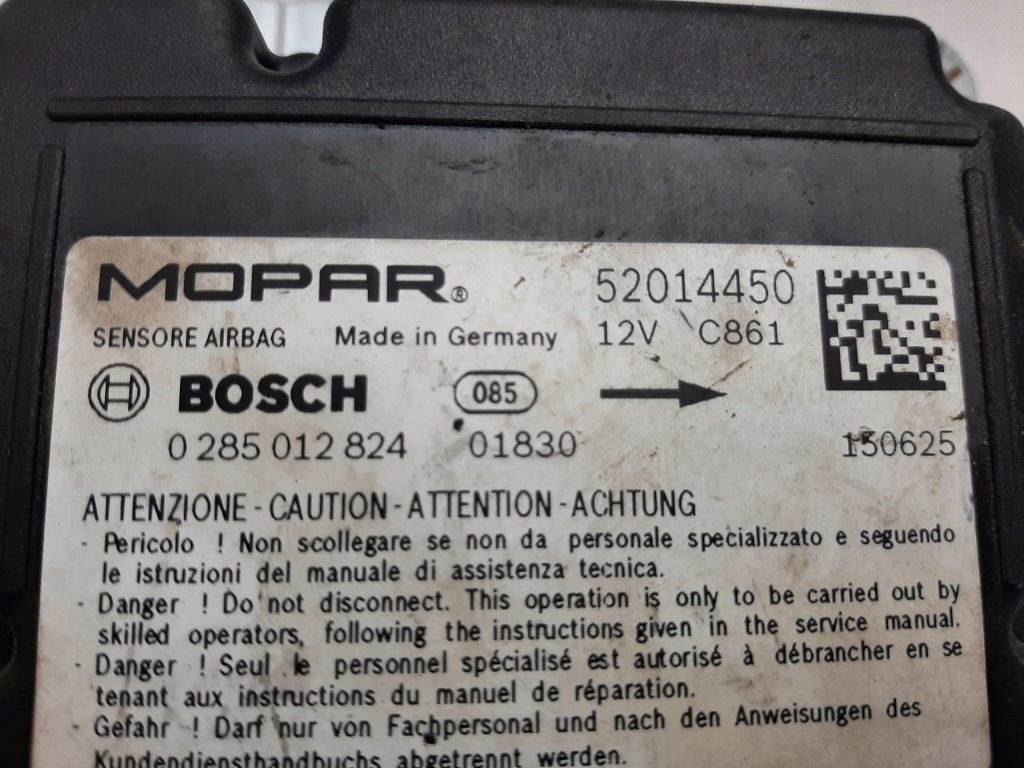 MOPAR® 52014450
SENSORE AIRBAG Made in Germany 12V C861
BOSCH 085
0 285 012 824 01830 150625
ATTENZIONE - CAUTION - ATTENTION - ACHTUNG
- Pericolo ! Non scollegare se non da personale specializzato e seguendo
le istruzioni del manuale di assistenza tecnica.
- Danger ! Do not disconnect. This operation is only to be carried out by
skilled operators, following the instructions given in the service manual.
- Danger ! Seul le personnel spécialisé est autorisé à débrancher en se
tenant aux instructions du manuel de réparation.
- Gefahr ! Darf nur von Fachpersonal und nach den Anweisungen des
Kundendiensthandbuchs abgetrennt werden.